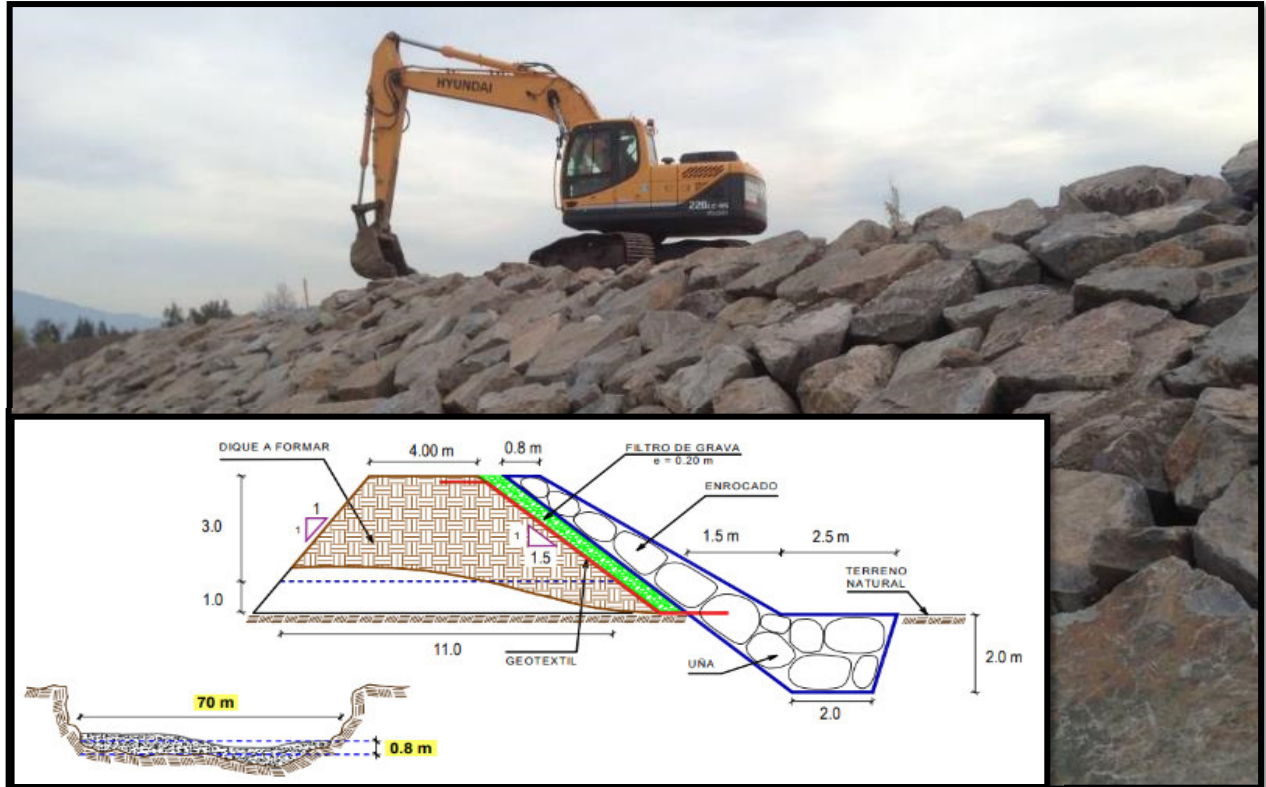 HYUNDAI
220LC-9S
DIQUE A FORMAR
4.00 m
0.8 m
FILTRO DE GRAVA
e = 0.20 m
ENROCADO
1
1
3.0
1
1.5
1.5 m
2.5 m
TERRENO
NATURAL
1.0
11.0
GEOTEXTIL
UÑA
2.0 m
2.0
70 m
0.8 m